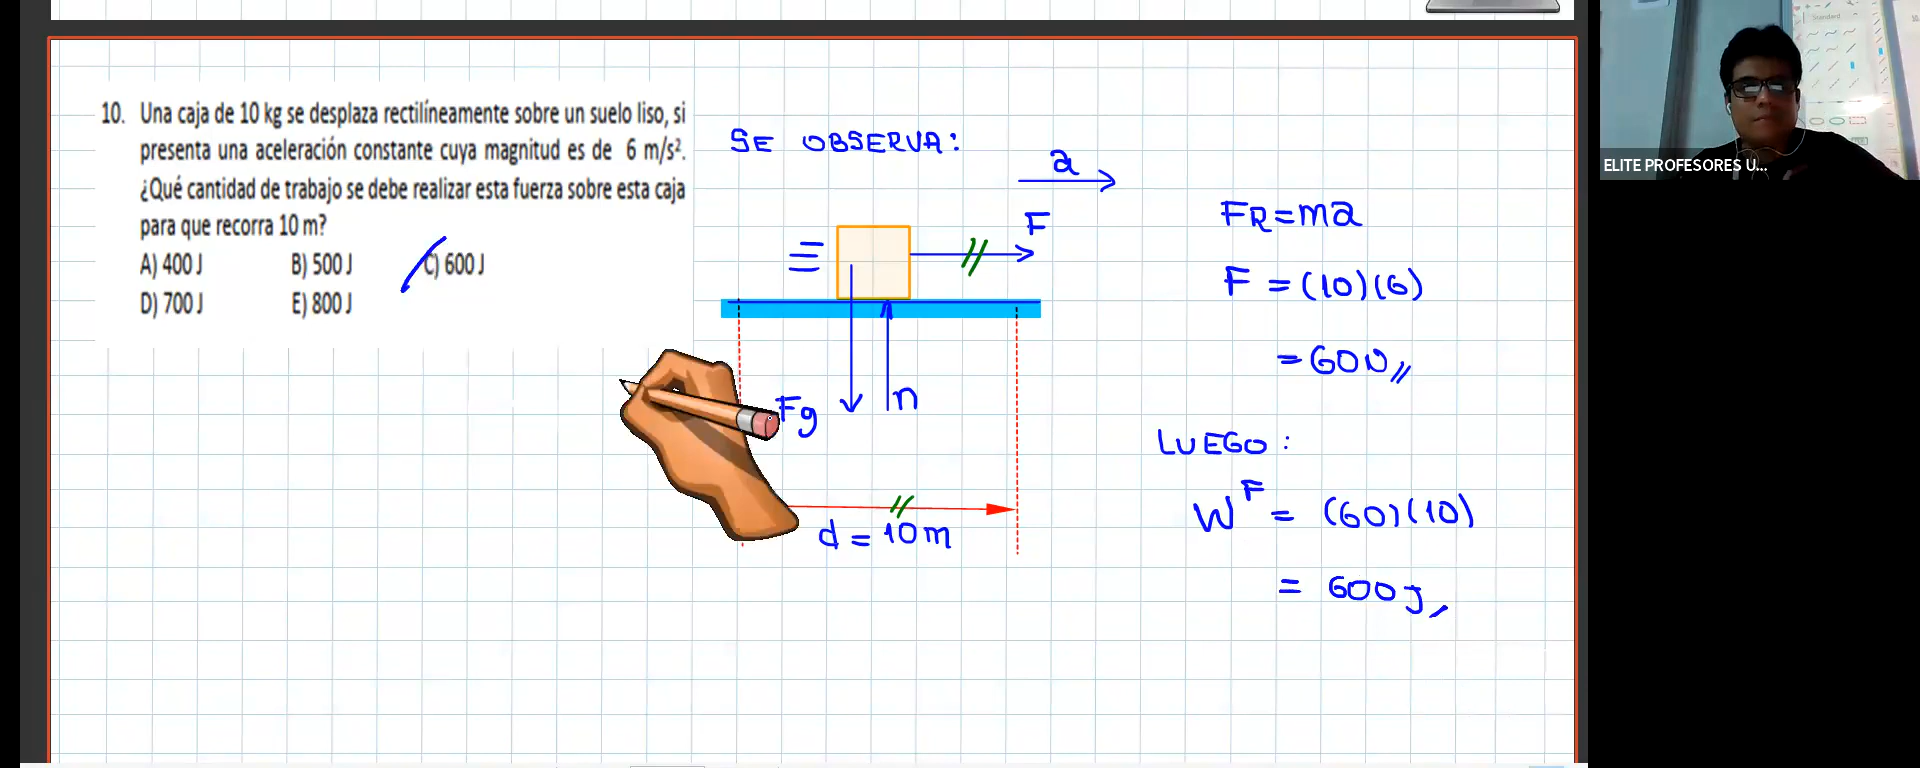 10. Una caja de 10 kg se desplaza rectilíneamente sobre un suelo liso, si
presenta una aceleración constante cuya magnitud es de 6 m/s².
¿Qué cantidad de trabajo se debe realizar esta fuerza sobre esta caja
para que recorra 10 m?
A) 400 J B) 500 J C) 600 J
D) 700 J E) 800 J
SE OBSERVA:
a
F
Fg
n
d = 10m
FR=ma
F = (10)(6)
= 60N
LUEGO:
W^F = (60)(10)
= 600J
Standard
ELITE PROFESORES U...